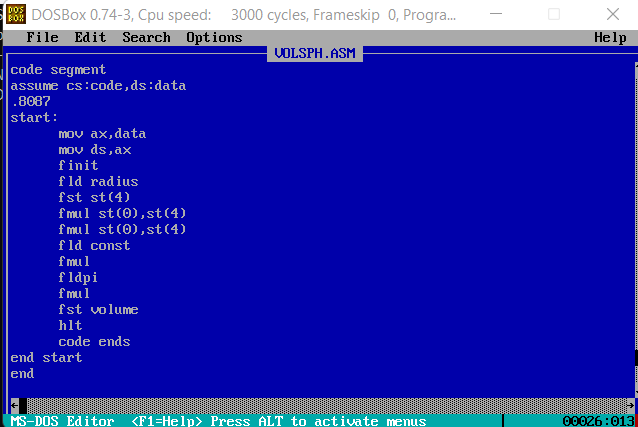 DOSBox 0.74-3, Cpu speed:    3000 cycles, Frameskip  0, Progra...
File  Edit  Search  Options  Help
VOLSPH.ASM
code segment
assume cs:code,ds:data
.8087
start:
      mov ax,data
      mov ds,ax
      finit
      fld radius
      fst st(4)
      fmul st(0),st(4)
      fmul st(0),st(4)
      fld const
      fmul
      fldpi
      fmul
      fst volume
      hlt
      code ends
end start
end
MS-DOS Editor  <F1=Help> Press ALT to activate menus  00026:013